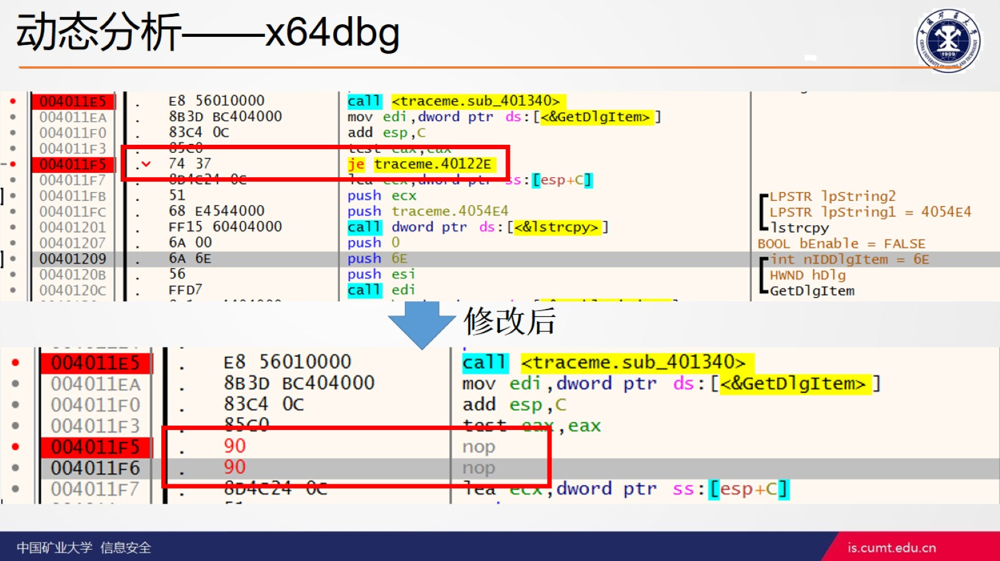 动态分析——x64dbg
004011E5 . E8 56010000 call <traceme.sub_401340>
004011EA . 8B3D BC404000 mov edi,dword ptr ds:[<&GetDlgItem>]
004011F0 . 83C4 0C add esp,C
004011F3 . 85C0 test eax,eax
004011F5 . 74 37 je traceme.40122E
004011F7 . 8D4C24 0C lea ecx,dword ptr ss:[esp+C]
004011FB . 51 push ecx LPSTR lpString2
004011FC . 68 E4544000 push traceme.4054E4 LPSTR lpString1 = 4054E4
00401201 . FF15 60404000 call dword ptr ds:[<&lstrcpy>] lstrcpy
00401207 . 6A 00 push 0 BOOL bEnable = FALSE
00401209 . 6A 6E push 6E int nIDDlgItem = 6E
0040120B . 56 push esi HWND hDlg
0040120C . FFD7 call edi GetDlgItem
修改后
004011E5 . E8 56010000 call <traceme.sub_401340>
004011EA . 8B3D BC404000 mov edi,dword ptr ds:[<&GetDlgItem>]
004011F0 . 83C4 0C add esp,C
004011F3 . 85C0 test eax,eax
004011F5 . 90 nop
004011F6 . 90 nop
004011F7 . 8D4C24 0C lea ecx,dword ptr ss:[esp+C]
中国矿业大学 信息安全
is.cumt.edu.cn